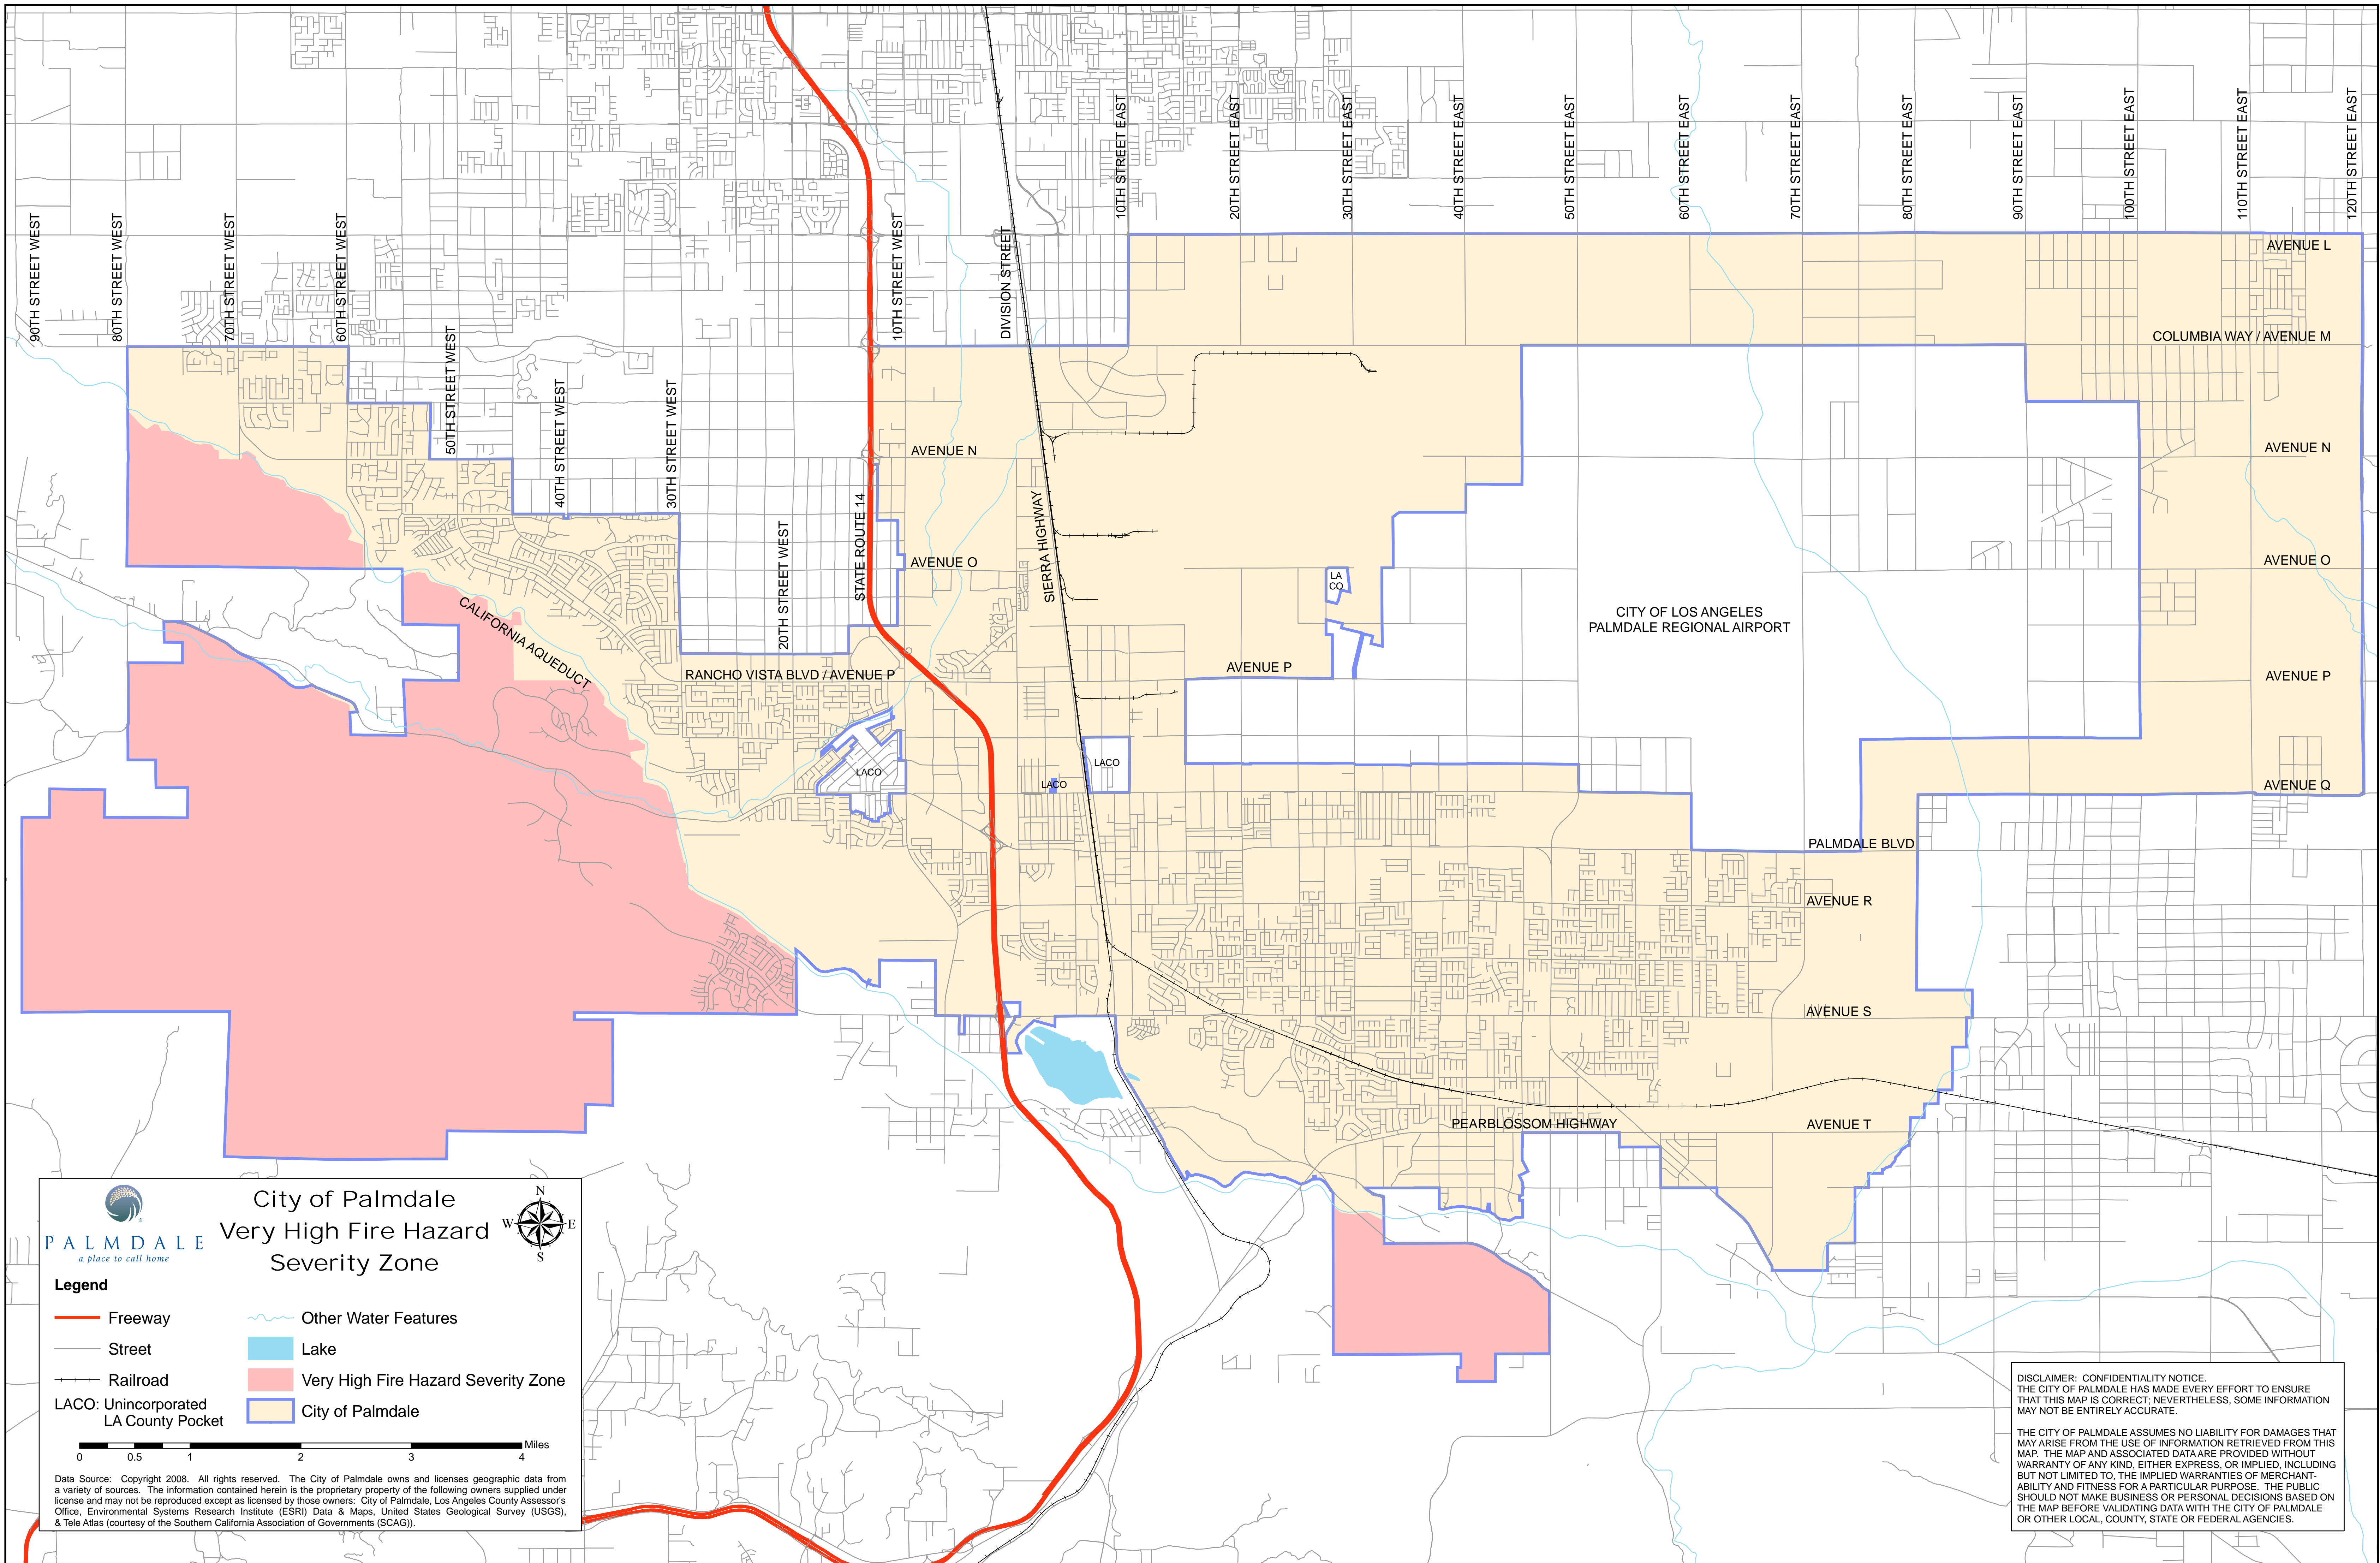 10TH STREET EAST
20TH STREET EAST
30TH STREET EAST
40TH STREET EAST
50TH STREET EAST
60TH STREET EAST
70TH STREET EAST
80TH STREET EAST
90TH STREET EAST
100TH STREET EAST
110TH STREET EAST
120TH STREET EAST
90TH STREET WEST
80TH STREET WEST
70TH STREET WEST
60TH STREET WEST
50TH STREET WEST
40TH STREET WEST
30TH STREET WEST
20TH STREET WEST
STATE ROUTE 14
10TH STREET WEST
DIVISION STREET
SIERRA HIGHWAY
AVENUE L
COLUMBIA WAY / AVENUE M
AVENUE N
AVENUE N
AVENUE O
AVENUE O
LA
CO
CITY OF LOS ANGELES
PALMDALE REGIONAL AIRPORT
CALIFORNIA AQUEDUCT
RANCHO VISTA BLVD / AVENUE P
AVENUE P
AVENUE P
LACO
LACO
LACO
AVENUE Q
PALMDALE BLVD
AVENUE R
AVENUE S
PEARBLOSSOM HIGHWAY
AVENUE T
PALMDALE
a place to call home
City of Palmdale
Very High Fire Hazard
Severity Zone
N
W
E
S
Legend
Freeway
Street
Railroad
LACO: Unincorporated
LA County Pocket
Other Water Features
Lake
Very High Fire Hazard Severity Zone
City of Palmdale
Miles
0 0.5 1 2 3 4
Data Source: Copyright 2008. All rights reserved. The City of Palmdale owns and licenses geographic data from
a variety of sources. The information contained herein is the proprietary property of the following owners supplied under
license and may not be reproduced except as licensed by those owners: City of Palmdale, Los Angeles County Assessor's
Office, Environmental Systems Research Institute (ESRI) Data & Maps, United States Geological Survey (USGS),
& Tele Atlas (courtesy of the Southern California Association of Governments (SCAG)).
DISCLAIMER: CONFIDENTIALITY NOTICE.
THE CITY OF PALMDALE HAS MADE EVERY EFFORT TO ENSURE
THAT THIS MAP IS CORRECT; NEVERTHELESS, SOME INFORMATION
MAY NOT BE ENTIRELY ACCURATE.
THE CITY OF PALMDALE ASSUMES NO LIABILITY FOR DAMAGES THAT
MAY ARISE FROM THE USE OF INFORMATION RETRIEVED FROM THIS
MAP. THE MAP AND ASSOCIATED DATA ARE PROVIDED WITHOUT
WARRANTY OF ANY KIND, EITHER EXPRESS, OR IMPLIED, INCLUDING
BUT NOT LIMITED TO, THE IMPLIED WARRANTIES OF MERCHANT-
ABILITY AND FITNESS FOR A PARTICULAR PURPOSE. THE PUBLIC
SHOULD NOT MAKE BUSINESS OR PERSONAL DECISIONS BASED ON
THE MAP BEFORE VALIDATING DATA WITH THE CITY OF PALMDALE
OR OTHER LOCAL, COUNTY, STATE OR FEDERAL AGENCIES.